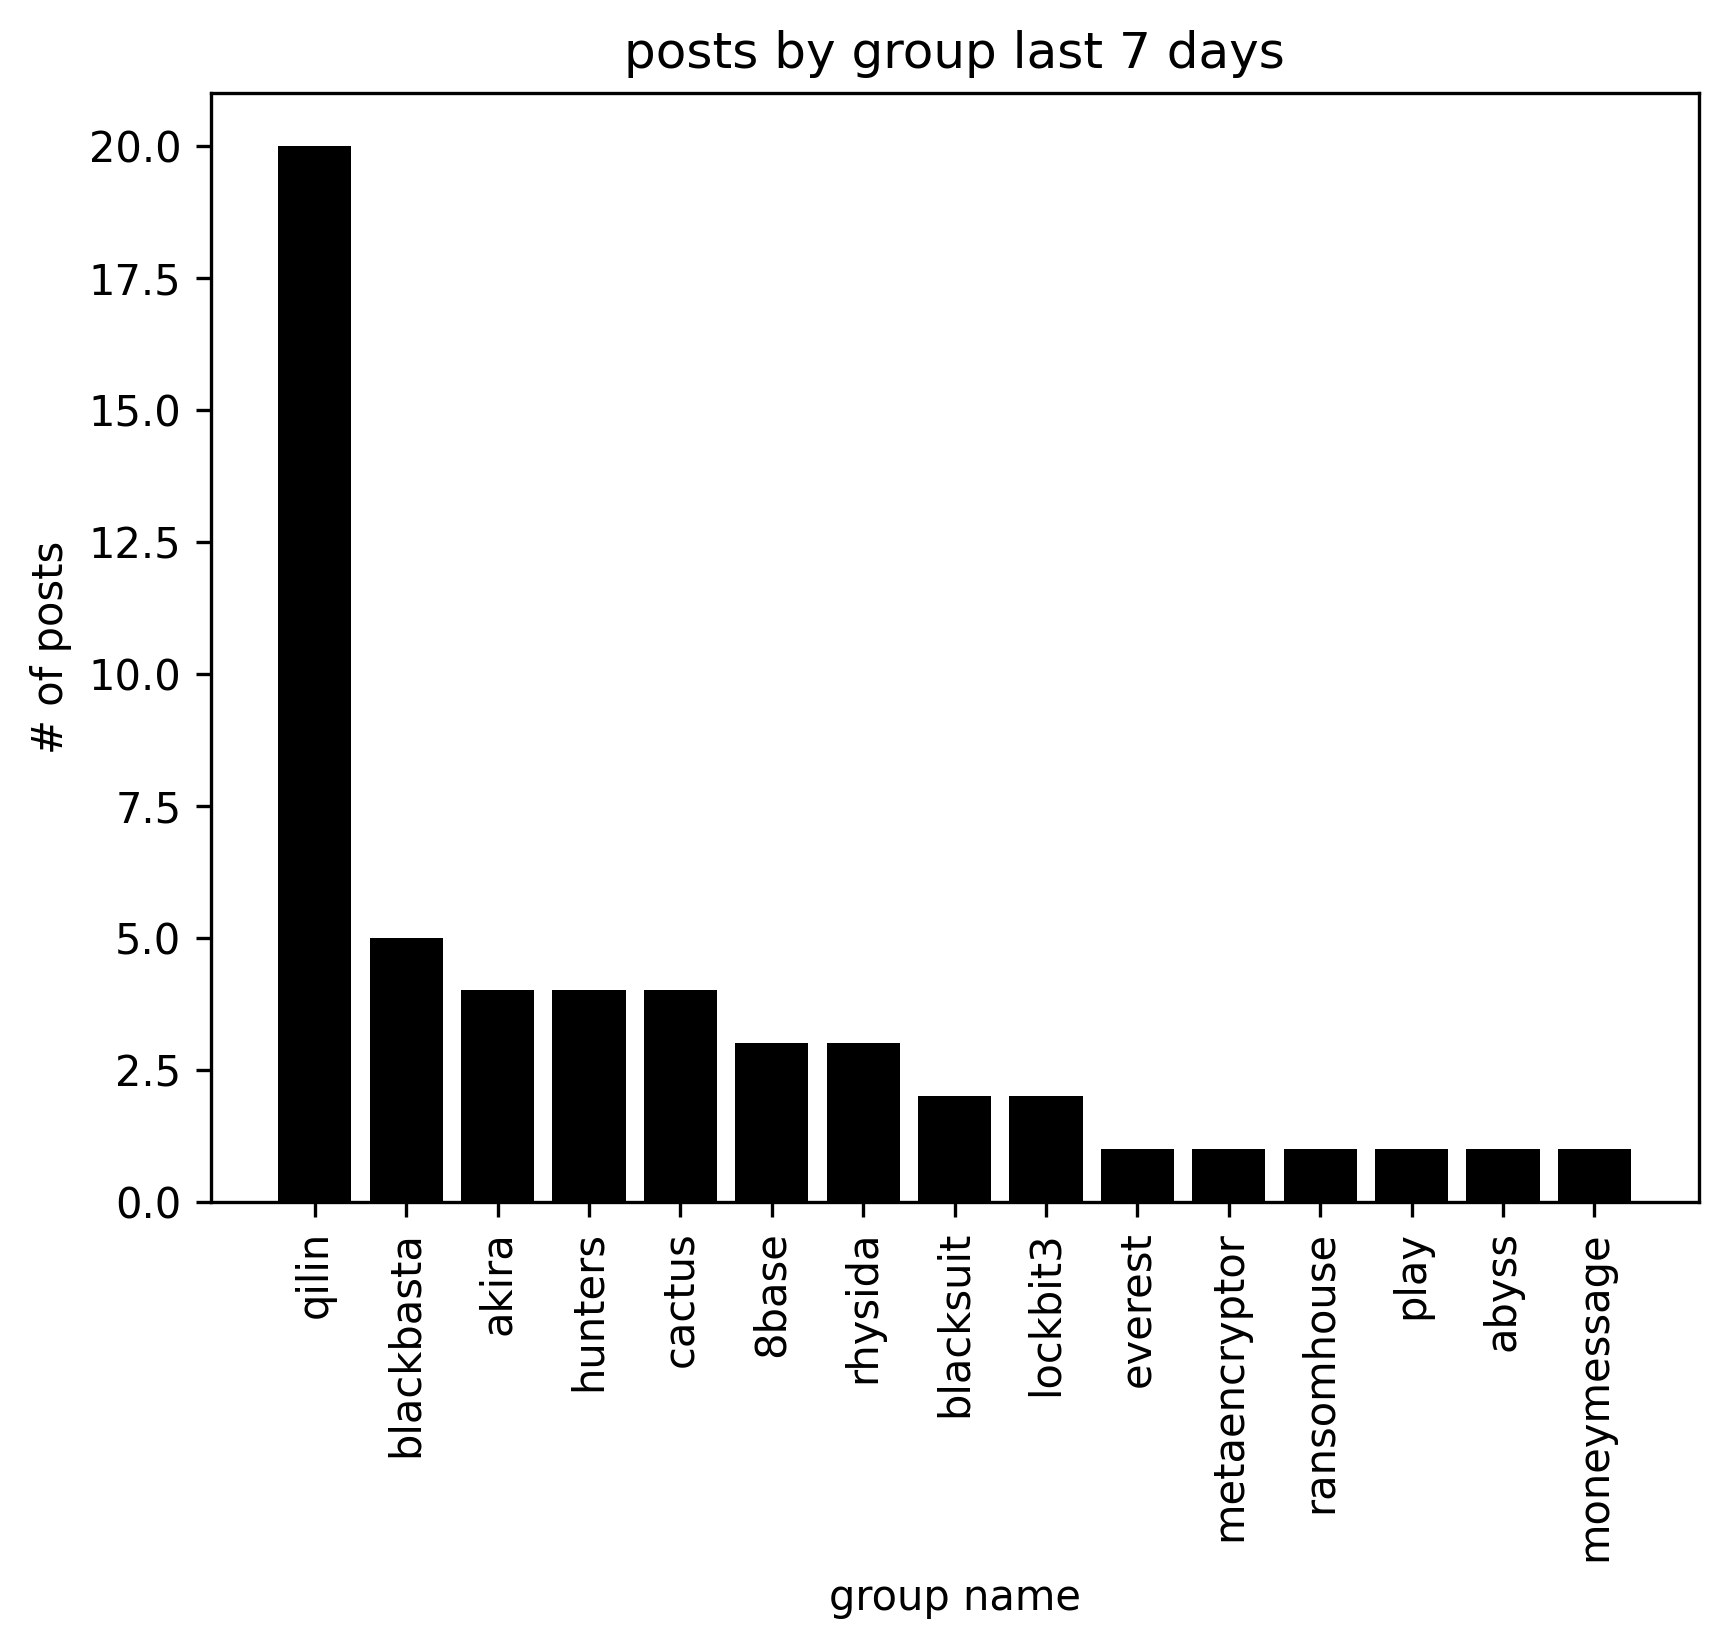 posts by group last 7 days
# of posts
20.0
17.5
15.0
12.5
10.0
7.5
5.0
2.5
0.0
qilin
blackbasta
akira
hunters
cactus
8base
rhysida
blacksuit
lockbit3
everest
metaencryptor
ransomhouse
play
abyss
moneymessage
group name